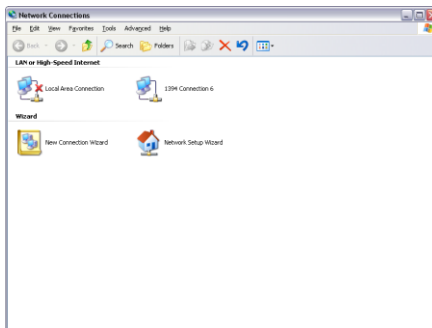 Network Connections
File Edit View Favorites Tools Advanced Help
Back Search Folders
LAN or High-Speed Internet
Local Area Connection
1394 Connection 6
Wizard
New Connection Wizard
Network Setup Wizard